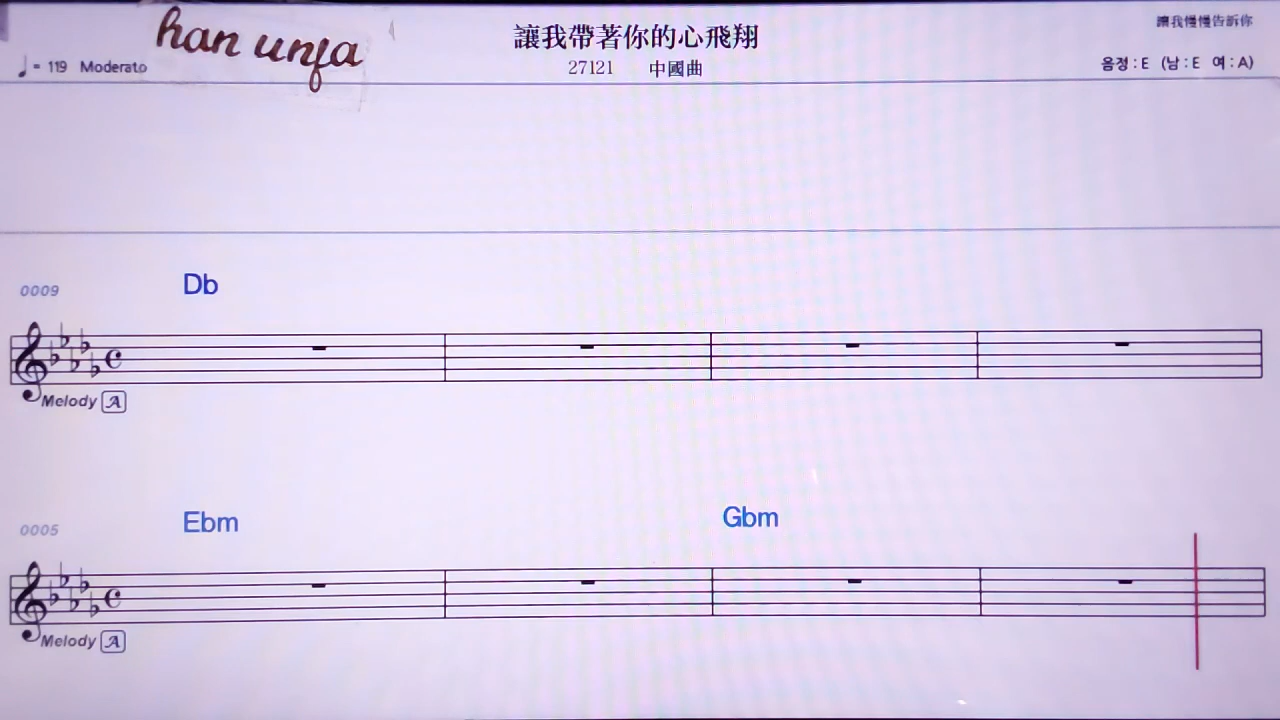 han unfa
讓我帶著你的心飛翔
讓我慢慢告訴你
♩= 119 Moderato
27121 中國曲
음정 : E (남 : E 여 : A)
0009
Db
Melody A
0005
Ebm
Gbm
Melody A